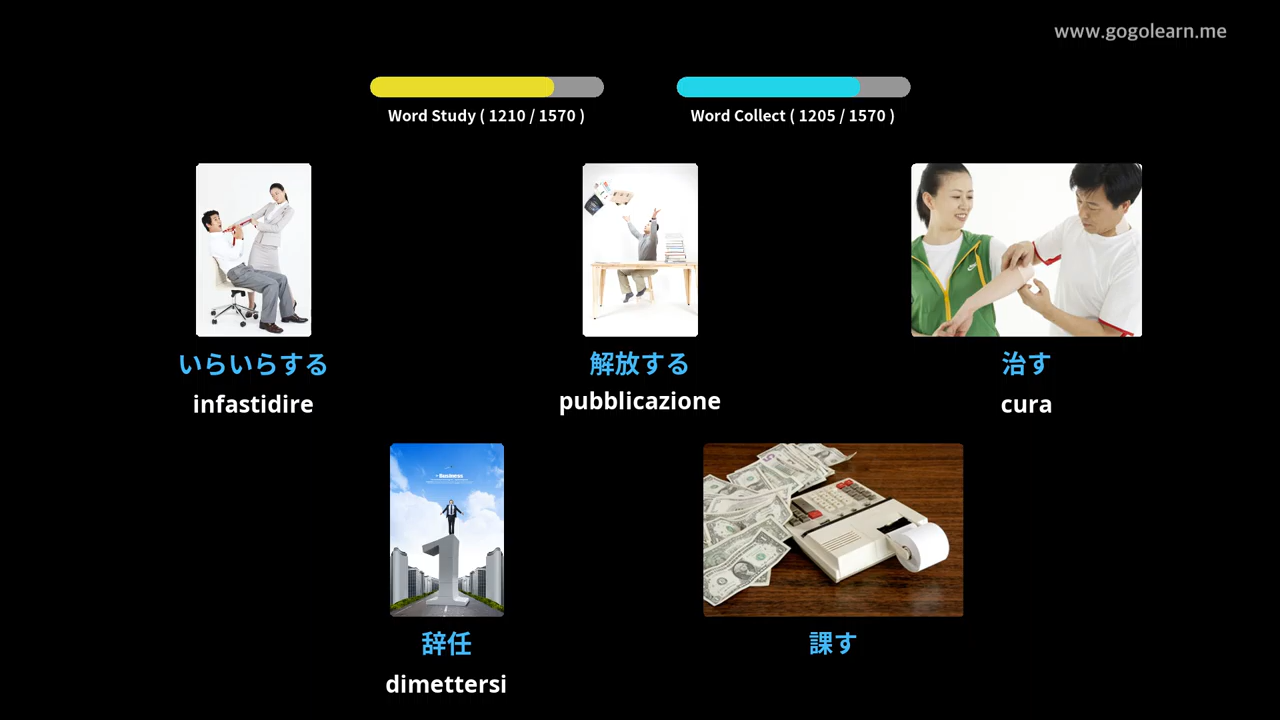 www.gogolearn.me
Word Study ( 1210 / 1570 )
Word Collect ( 1205 / 1570 )
いらいらする
infastidire
解放する
pubblicazione
治す
cura
辞任
dimettersi
課す